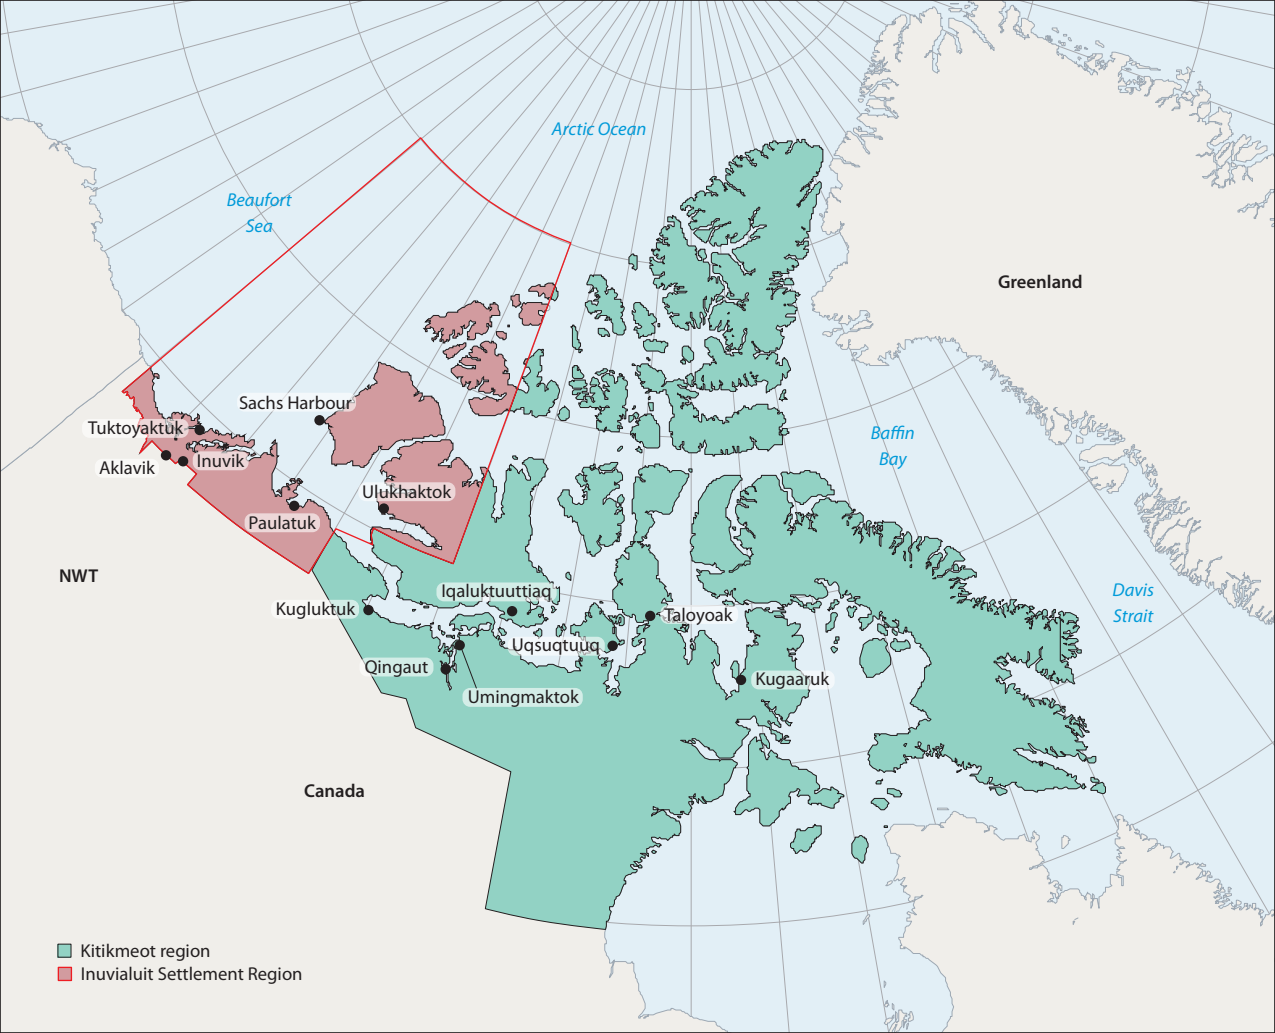 Arctic Ocean
Beaufort
Sea
Greenland
Sachs Harbour
Tuktoyaktuk
Baffin
Bay
Aklavik
Inuvik
Ulukhaktok
Paulatuk
NWT
Iqaluktuuttiaq
Davis
Strait
Kugluktuk
Taloyoak
Uqsuqtuuq
Qingaut
Kugaaruk
Umingmaktok
Canada
Kitikmeot region
Inuvialuit Settlement Region